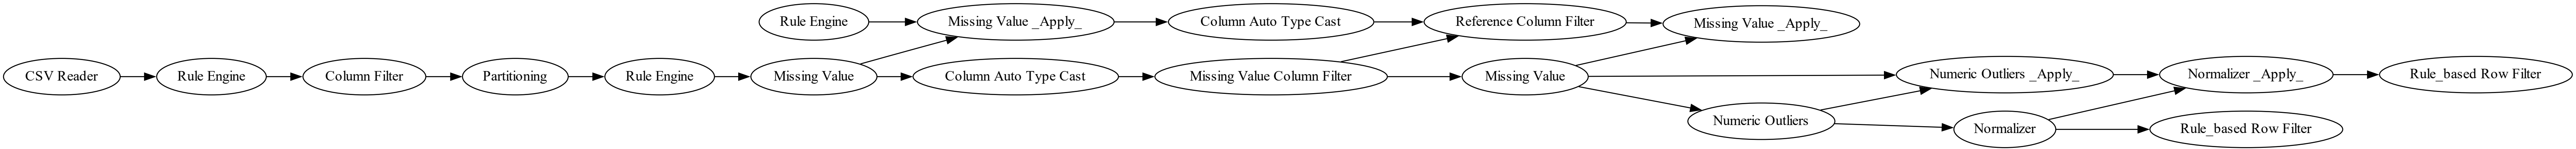 Rule Engine
Missing Value _Apply_
Column Auto Type Cast
Reference Column Filter
Missing Value _Apply_
CSV Reader
Rule Engine
Column Filter
Partitioning
Rule Engine
Missing Value
Column Auto Type Cast
Missing Value Column Filter
Missing Value
Numeric Outliers _Apply_
Normalizer _Apply_
Rule_based Row Filter
Numeric Outliers
Normalizer
Rule_based Row Filter